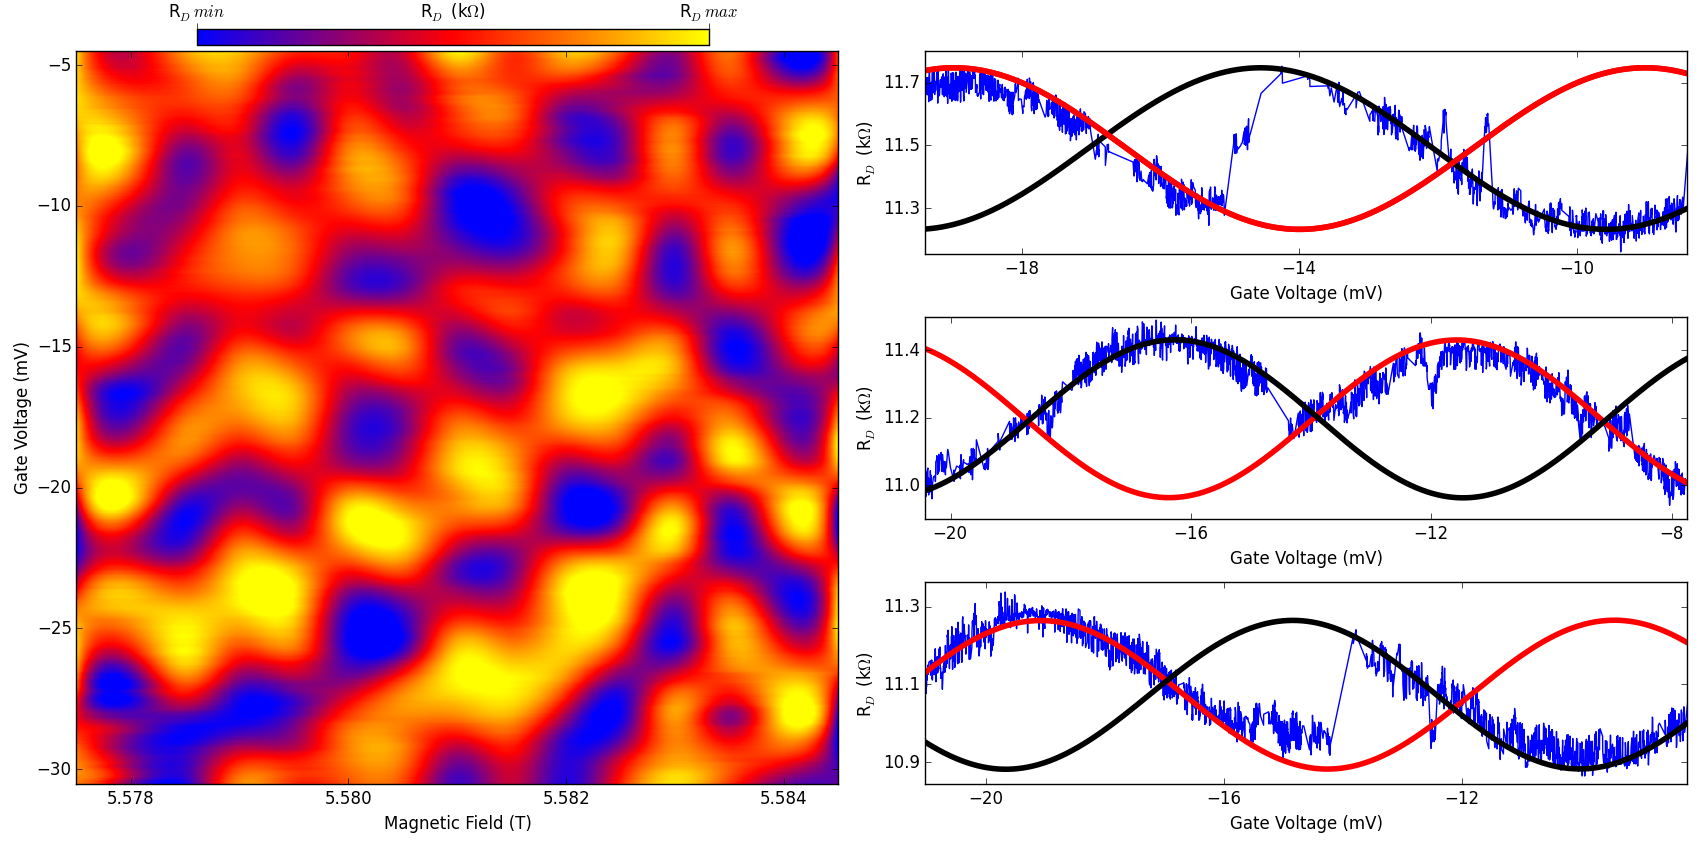 R_D min R_D (kΩ) R_D max
−5
−10
−15
−20
−25
−30
Gate Voltage (mV)
5.578 5.580 5.582 5.584
Magnetic Field (T)
11.7
11.5
11.3
R_D (kΩ)
−18 −14 −10
Gate Voltage (mV)
11.4
11.2
11.0
R_D (kΩ)
−20 −16 −12 −8
Gate Voltage (mV)
11.3
11.1
10.9
R_D (kΩ)
−20 −16 −12
Gate Voltage (mV)